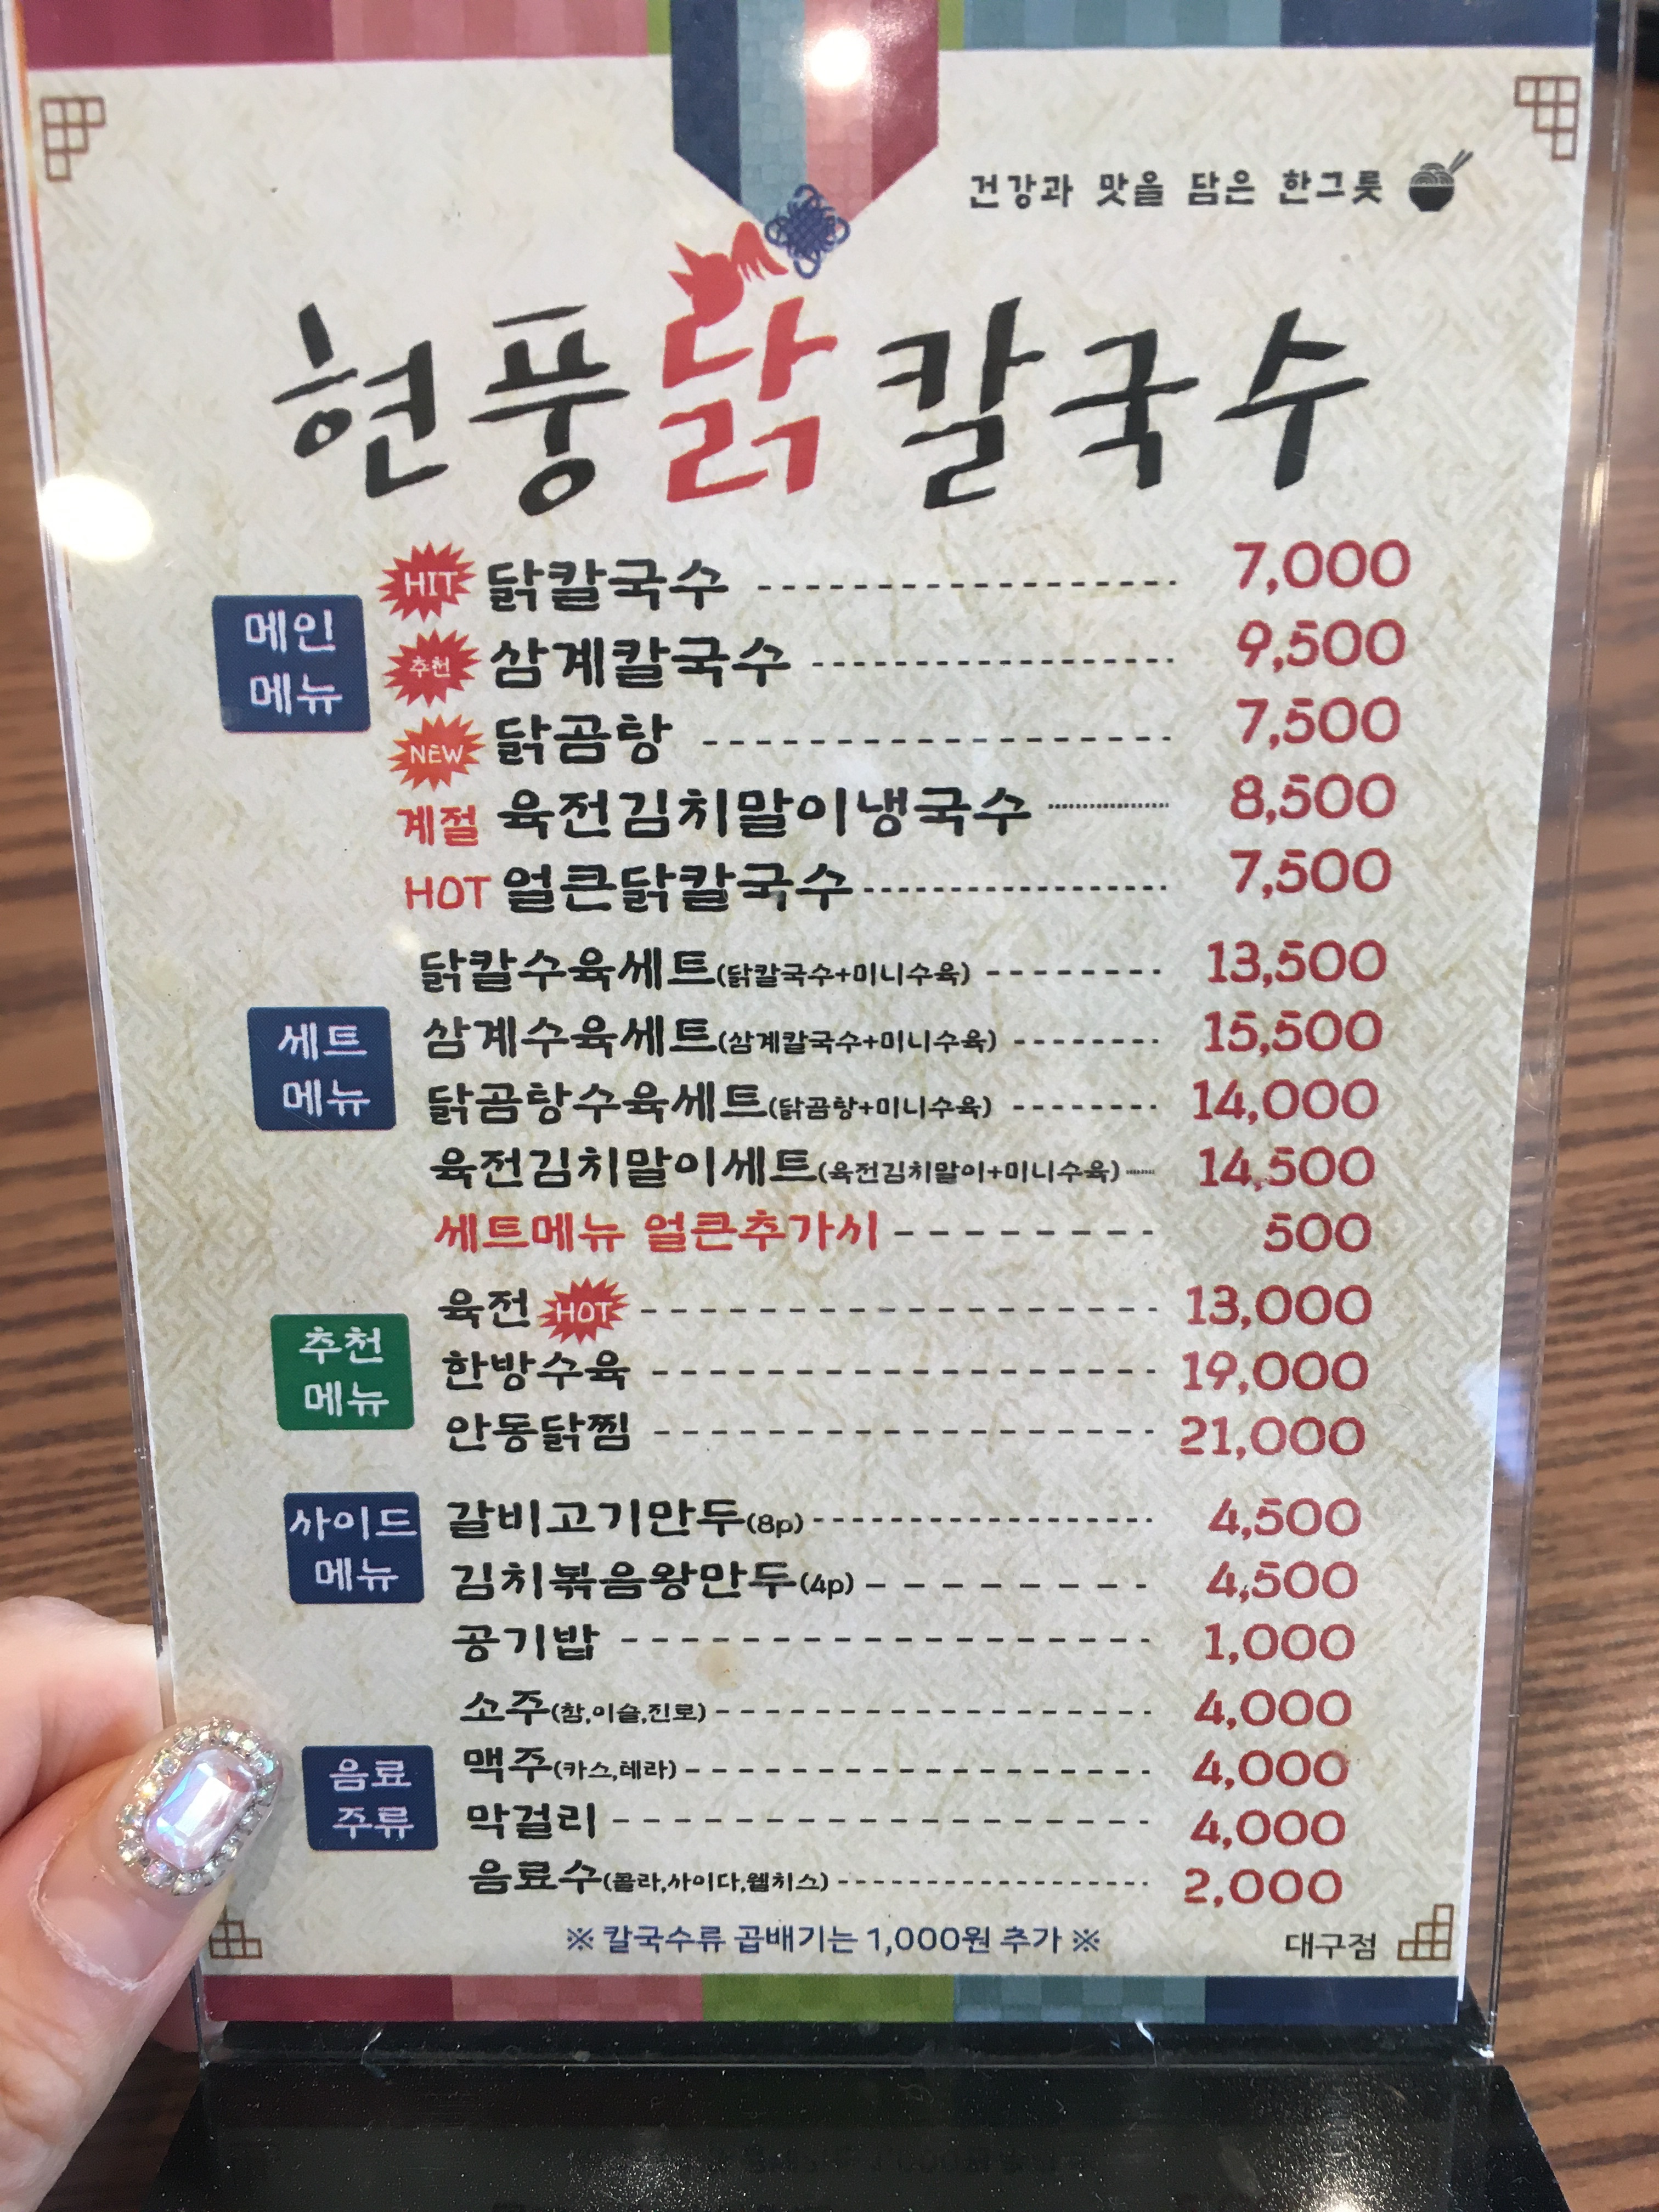 건강과 맛을 담은 한그릇
현풍닭칼국수
메인 메뉴
HIT 닭칼국수 7,000
추천 삼계칼국수 9,500
NEW 닭곰탕 7,500
계절 육전김치말이냉국수 8,500
HOT 얼큰닭칼국수 7,500
세트 메뉴
닭칼수육세트(닭칼국수+미니수육) 13,500
삼계수육세트(삼계칼국수+미니수육) 15,500
닭곰탕수육세트(닭곰탕+미니수육) 14,000
육전김치말이세트(육전김치말이+미니수육) 14,500
세트메뉴 얼큰추가시 500
추천 메뉴
육전 HOT 13,000
한방수육 19,000
안동닭찜 21,000
사이드 메뉴
갈비고기만두(8p) 4,500
김치볶음왕만두(4p) 4,500
공기밥 1,000
음료 주류
소주(참,이슬,진로) 4,000
맥주(카스,테라) 4,000
막걸리 4,000
음료수(콜라,사이다,웰치스) 2,000
※ 칼국수류 곱배기는 1,000원 추가 ※
대구점